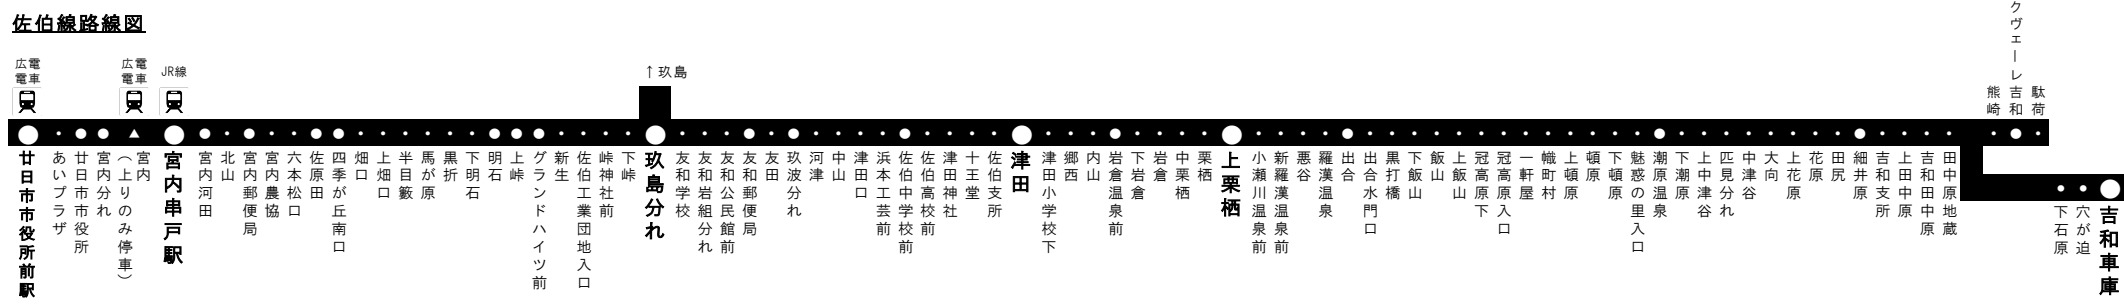 佐伯線路線図
広電電車
広電電車
JR線
↑玖島
廿日市市役所前駅
あいプラザ
廿日市市役所
宮内分れ
宮内(上りのみ停車)
宮内串戸駅
宮内河田
北山
宮内郵便局
宮内農協
六本松口
佐原田
四季が丘南口
畑口
上畑口
半目籔
馬が原
黒折
下明石
明石
上峠
グランドハイツ前
新生
佐伯工業団地入口
峠神社前
下峠
玖島分れ
友和学校
友和岩組分れ
友和公民館前
友和郵便局
友田
玖波分れ
河津
中山
津田口
浜本工芸前
佐伯中学校前
佐伯高校前
津田神社
十王堂
佐伯支所
津田
津田小学校下
郷西
内山
岩倉温泉前
下岩倉
岩倉
中栗栖
栗栖
上栗栖
小瀬川温泉前
新羅漢温泉前
悪谷
羅漢温泉
出合
出合水門口
黒打橋
下飯山
飯山
上飯山
冠高原下
冠高原入口
一軒屋
幟町村
上頓原
頓原
下頓原
魅惑の里入口
潮原温泉
下潮原
上中津谷
匹見分れ
中津谷
大向
上花原
花原
田尻
細井原
吉和支所
上田中原
吉和田中原
田中原地蔵
熊崎
クヴェーレ吉和
駄荷
下石原
穴が迫
吉和車庫